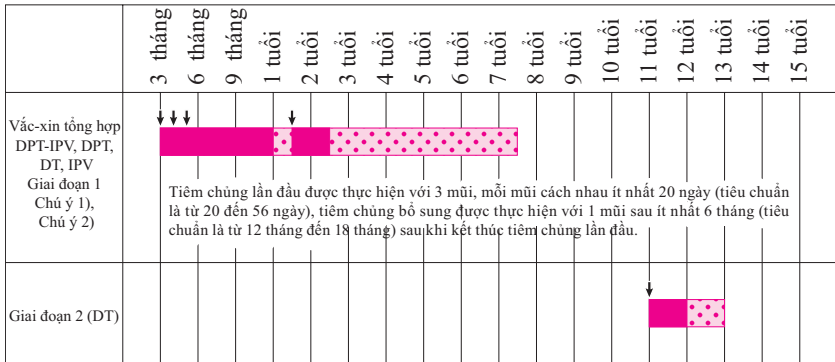 3 tháng
6 tháng
9 tháng
1 tuổi
2 tuổi
3 tuổi
4 tuổi
5 tuổi
6 tuổi
7 tuổi
8 tuổi
9 tuổi
10 tuổi
11 tuổi
12 tuổi
13 tuổi
14 tuổi
15 tuổi
Vắc-xin tổng hợp
DPT-IPV, DPT,
DT, IPV
Giai đoạn 1
Chú ý 1),
Chú ý 2)
Tiêm chủng lần đầu được thực hiện với 3 mũi, mỗi mũi cách nhau ít nhất 20 ngày (tiêu chuẩn
là từ 20 đến 56 ngày), tiêm chủng bổ sung được thực hiện với 1 mũi sau ít nhất 6 tháng (tiêu
chuẩn là từ 12 tháng đến 18 tháng) sau khi kết thúc tiêm chủng lần đầu.
Giai đoạn 2 (DT)